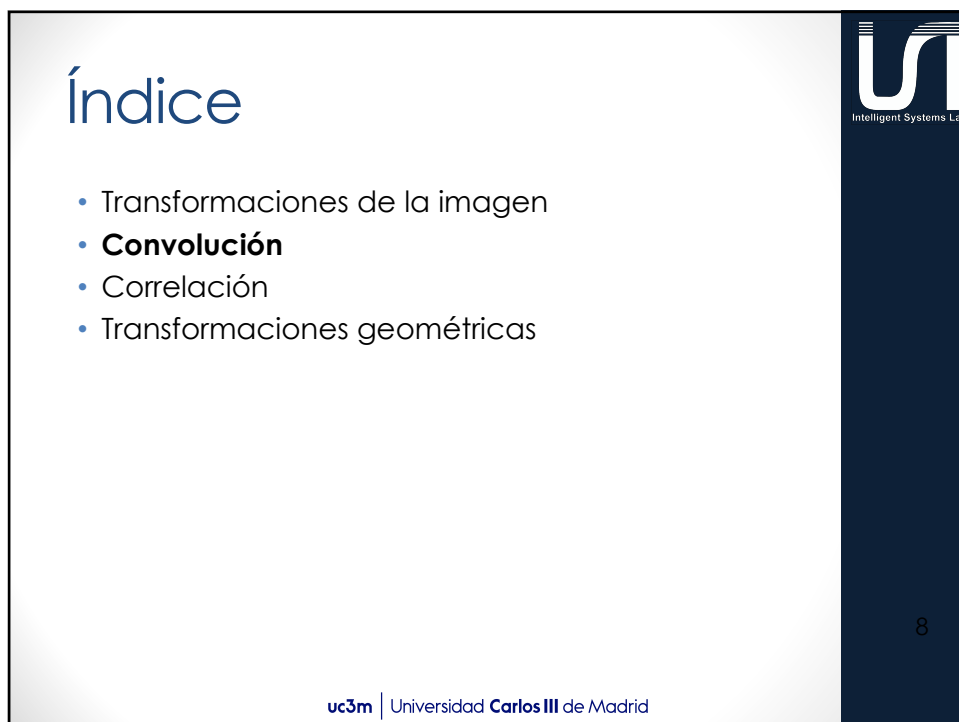 Índice
• Transformaciones de la imagen
• Convolución
• Correlación
• Transformaciones geométricas
Intelligent Systems La
8
uc3m | Universidad Carlos III de Madrid